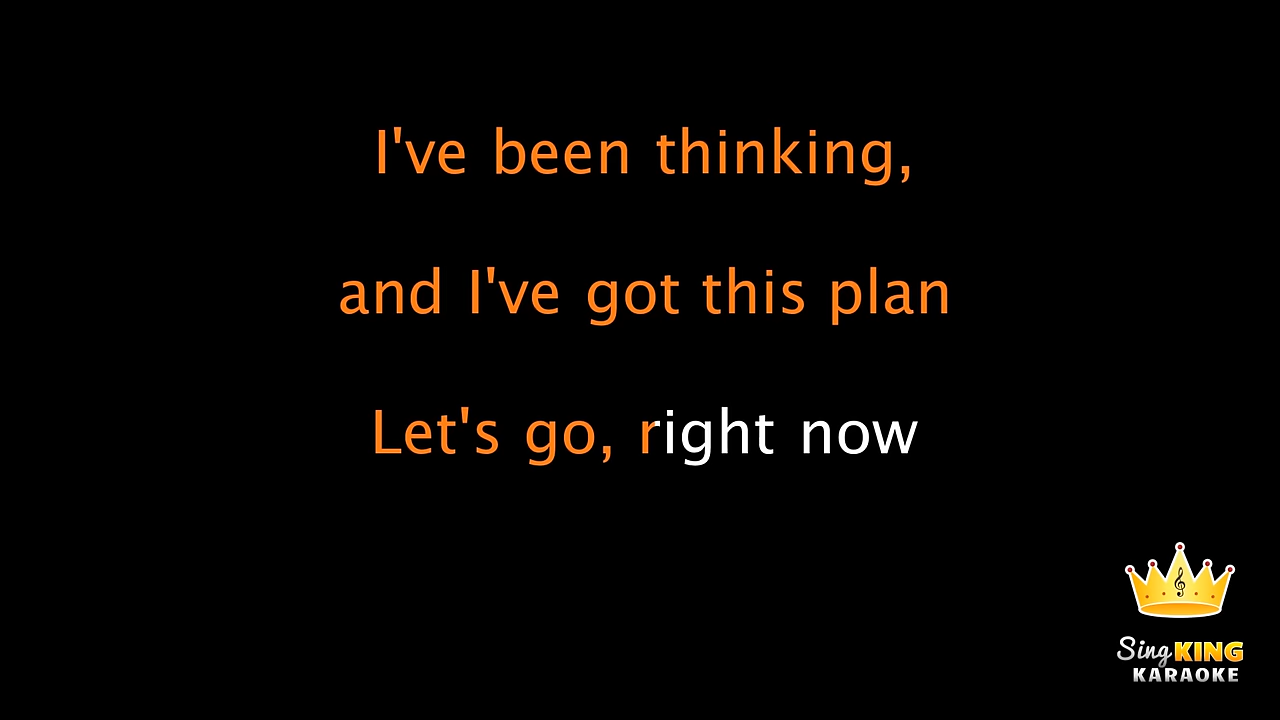 I've been thinking,
and I've got this plan
Let's go, right now
Sing KING
KARAOKE